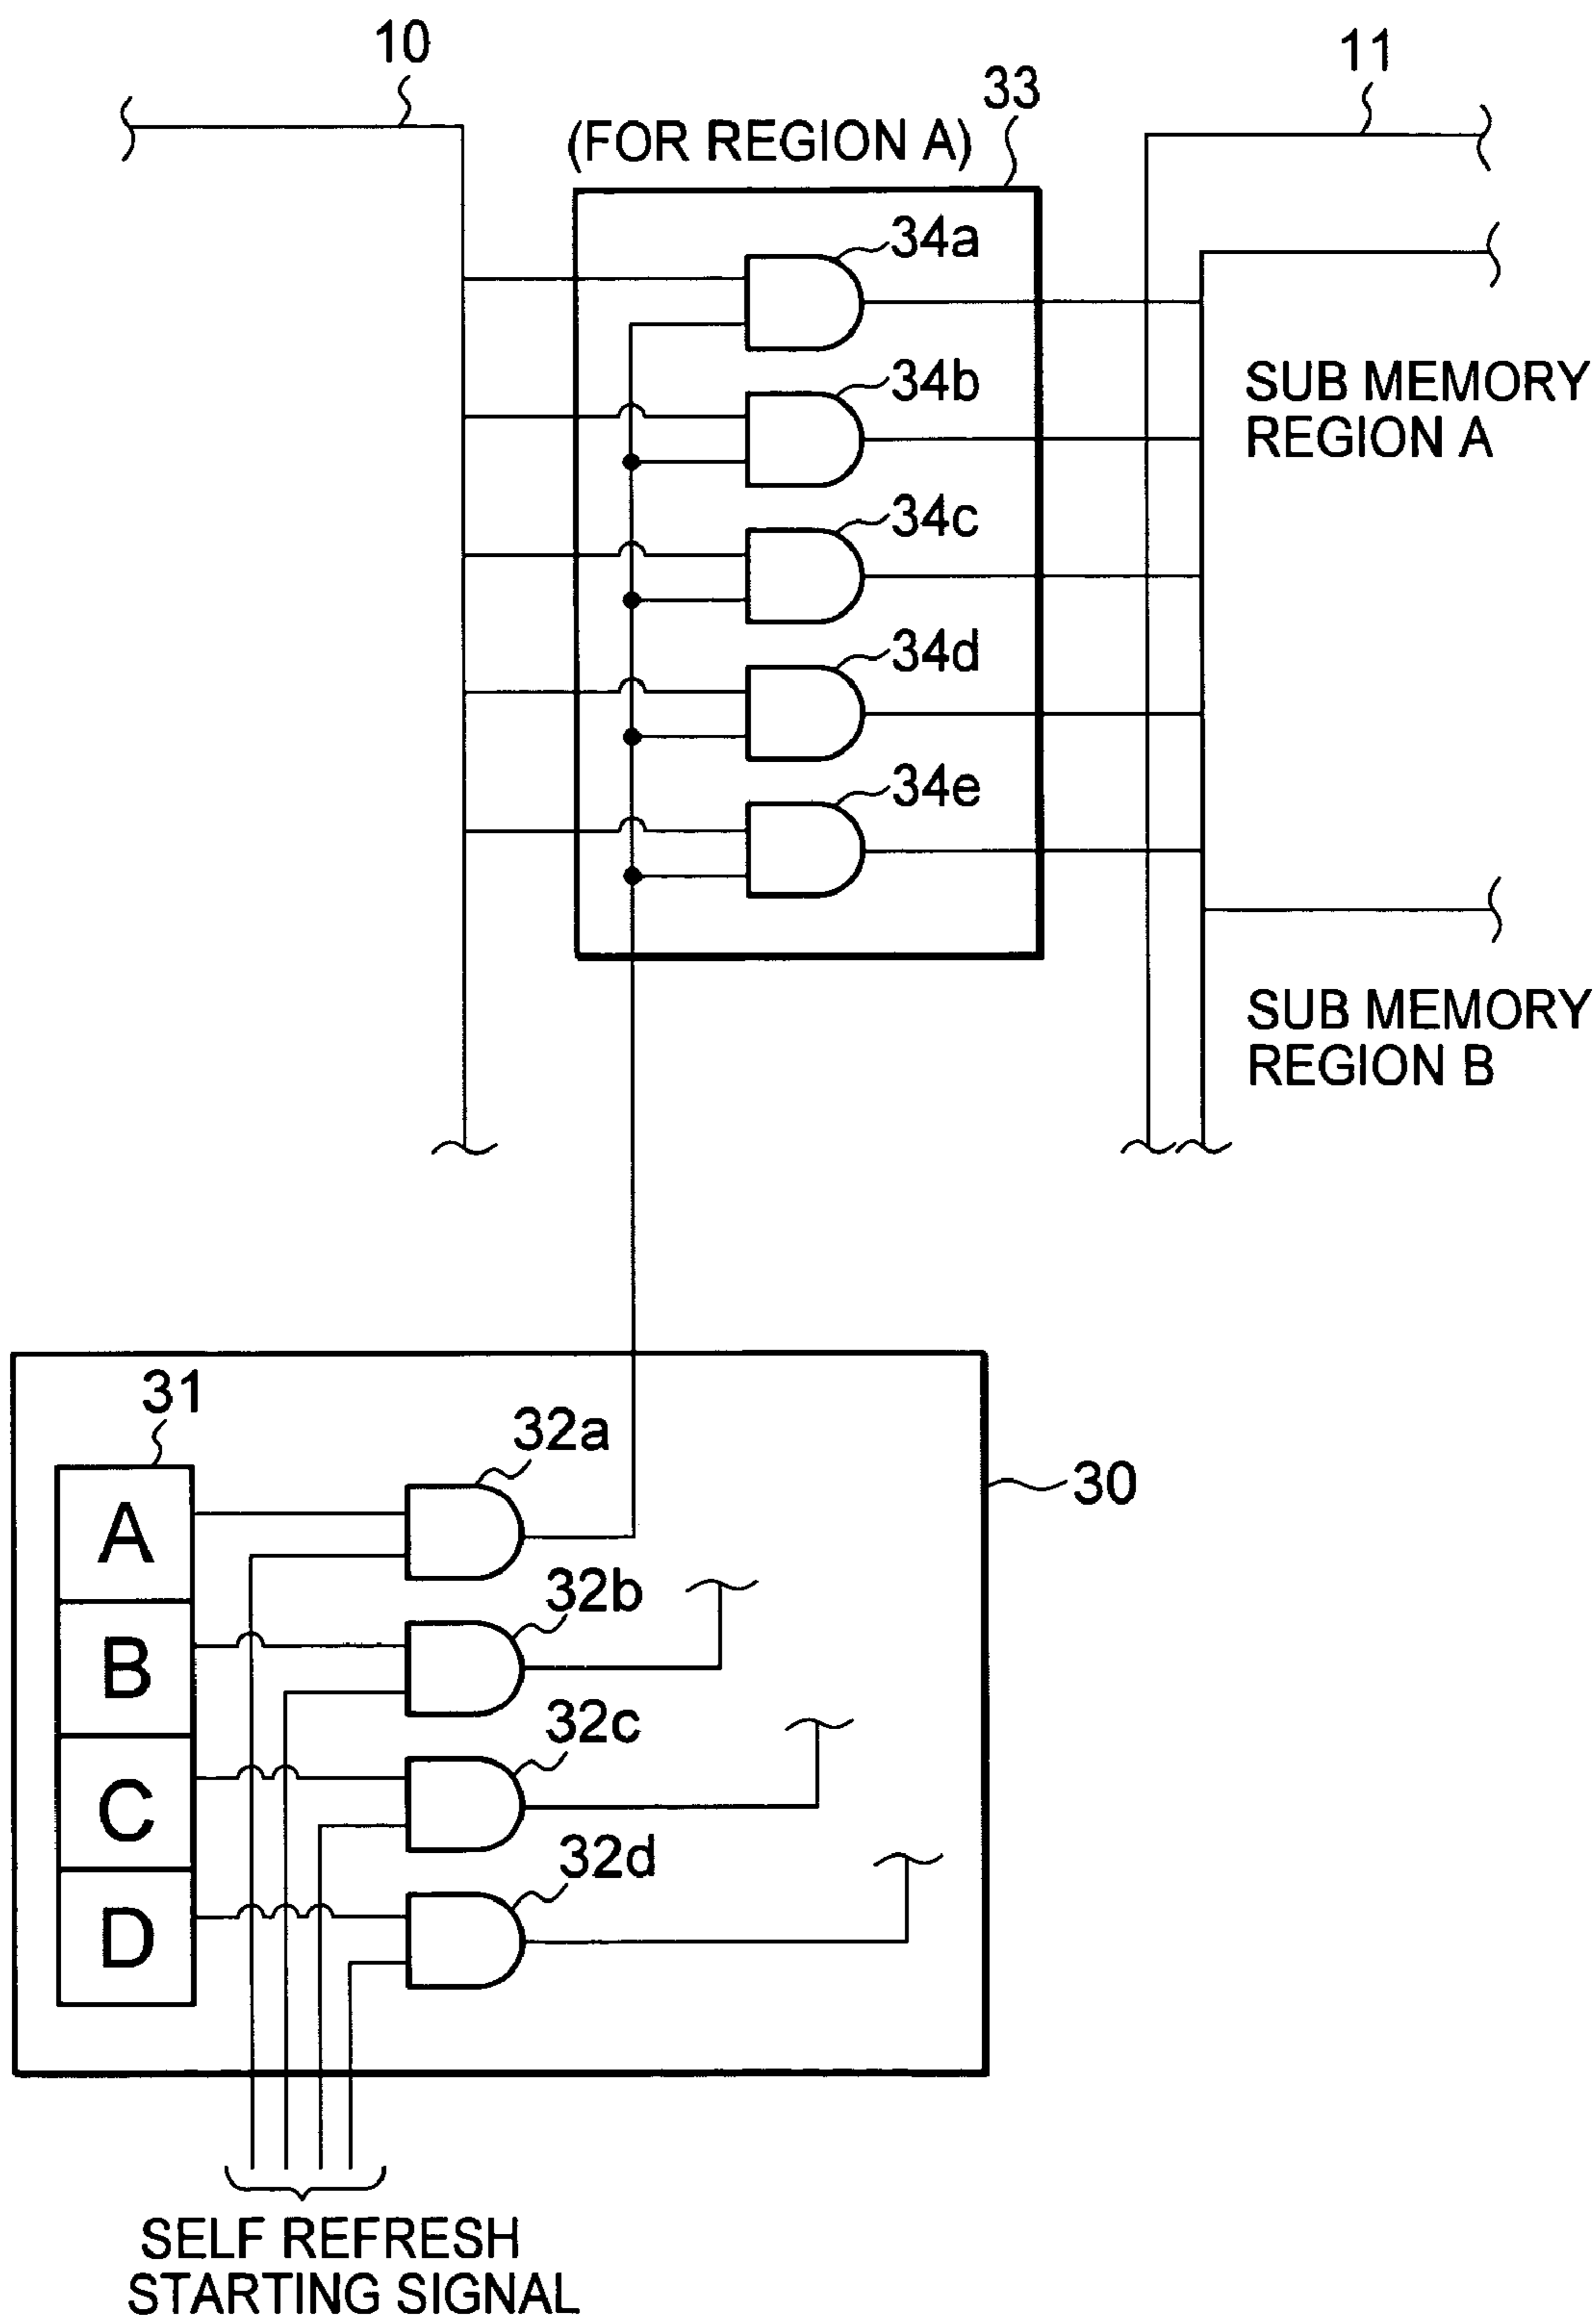 10
11
33
(FOR REGION A)
34a
34b
SUB MEMORY
REGION A
34c
34d
34e
SUB MEMORY
REGION B
31
32a
30
A
32b
B
32c
C
32d
D
SELF REFRESH
STARTING SIGNAL